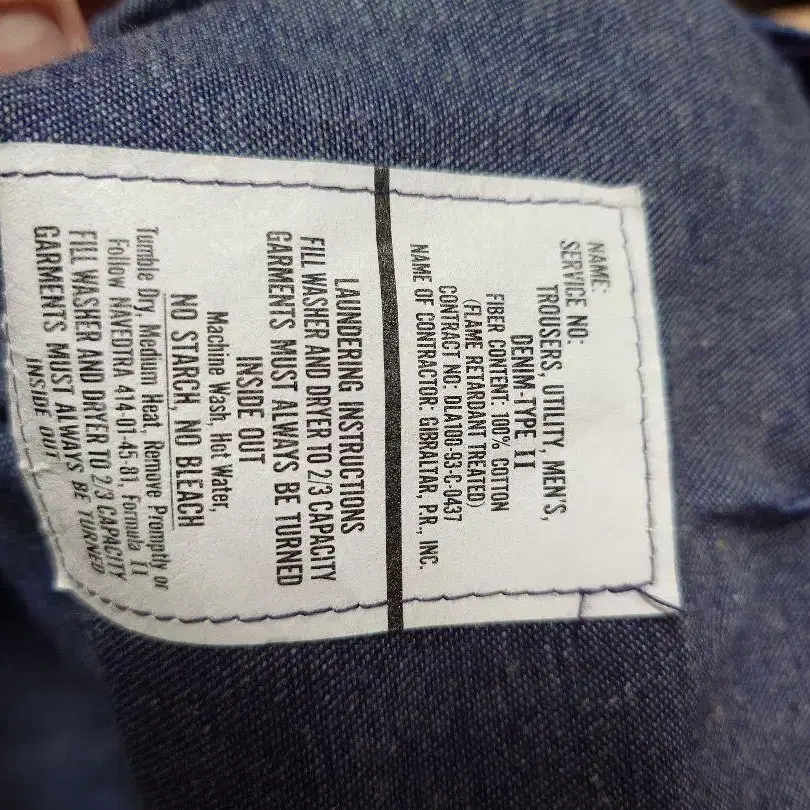 NAME:
SERVICE NO:
TROUSERS, UTILITY, MEN'S,
DENIM-TYPE II
FIBER CONTENT: 100% COTTON
(FLAME RETARDANT TREATED)
CONTRACT NO: DLA100-93-C-0437
NAME OF CONTRACTOR: GIBRALTAR, P.R., INC.
LAUNDERING INSTRUCTIONS
FILL WASHER AND DRYER TO 2/3 CAPACITY
GARMENTS MUST ALWAYS BE TURNED
INSIDE OUT
Machine Wash, Hot Water,
NO STARCH, NO BLEACH
Tumble Dry, Medium Heat, Remove Promptly or
Follow NAVEDTRA 414-01-45-81, Formula II
FILL WASHER AND DRYER TO 2/3 CAPACITY
GARMENTS MUST ALWAYS BE TURNED
INSIDE OUT